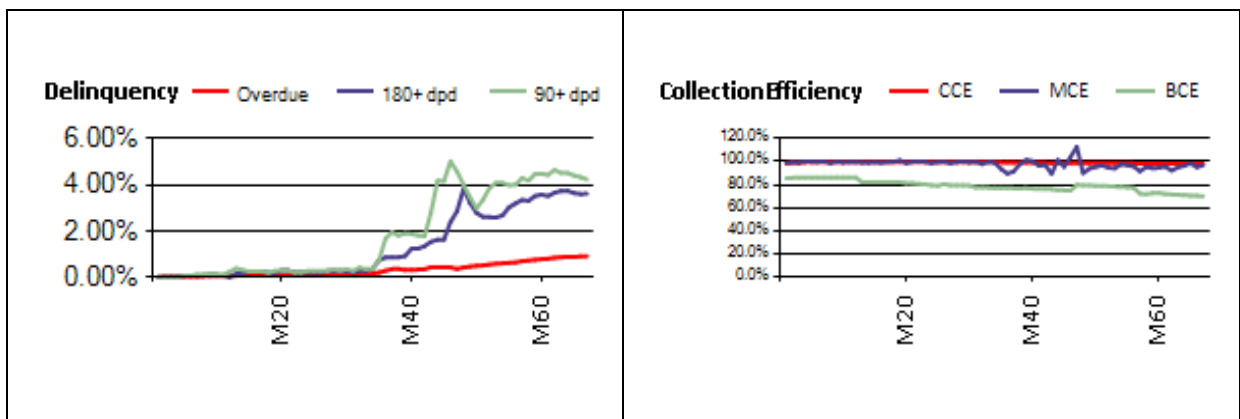 Delinquency Overdue 180+ dpd 90+ dpd
6.00%
4.00%
2.00%
0.00%
M20
M40
M60
Collection Efficiency CCE MCE BCE
120.0%
100.0%
80.0%
60.0%
40.0%
20.0%
0.0%
M20
M40
M60